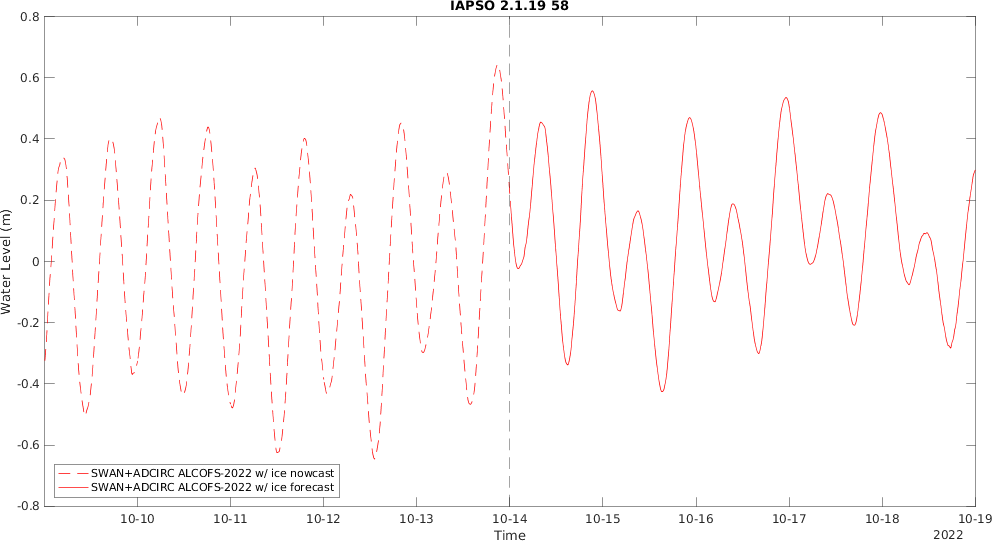 IAPSO 2.1.19 58
Water Level (m)
0.8
0.6
0.4
0.2
0
-0.2
-0.4
-0.6
-0.8
SWAN+ADCIRC ALCOFS-2022 w/ ice nowcast
SWAN+ADCIRC ALCOFS-2022 w/ ice forecast
10-10 10-11 10-12 10-13 10-14 10-15 10-16 10-17 10-18 10-19
Time
2022